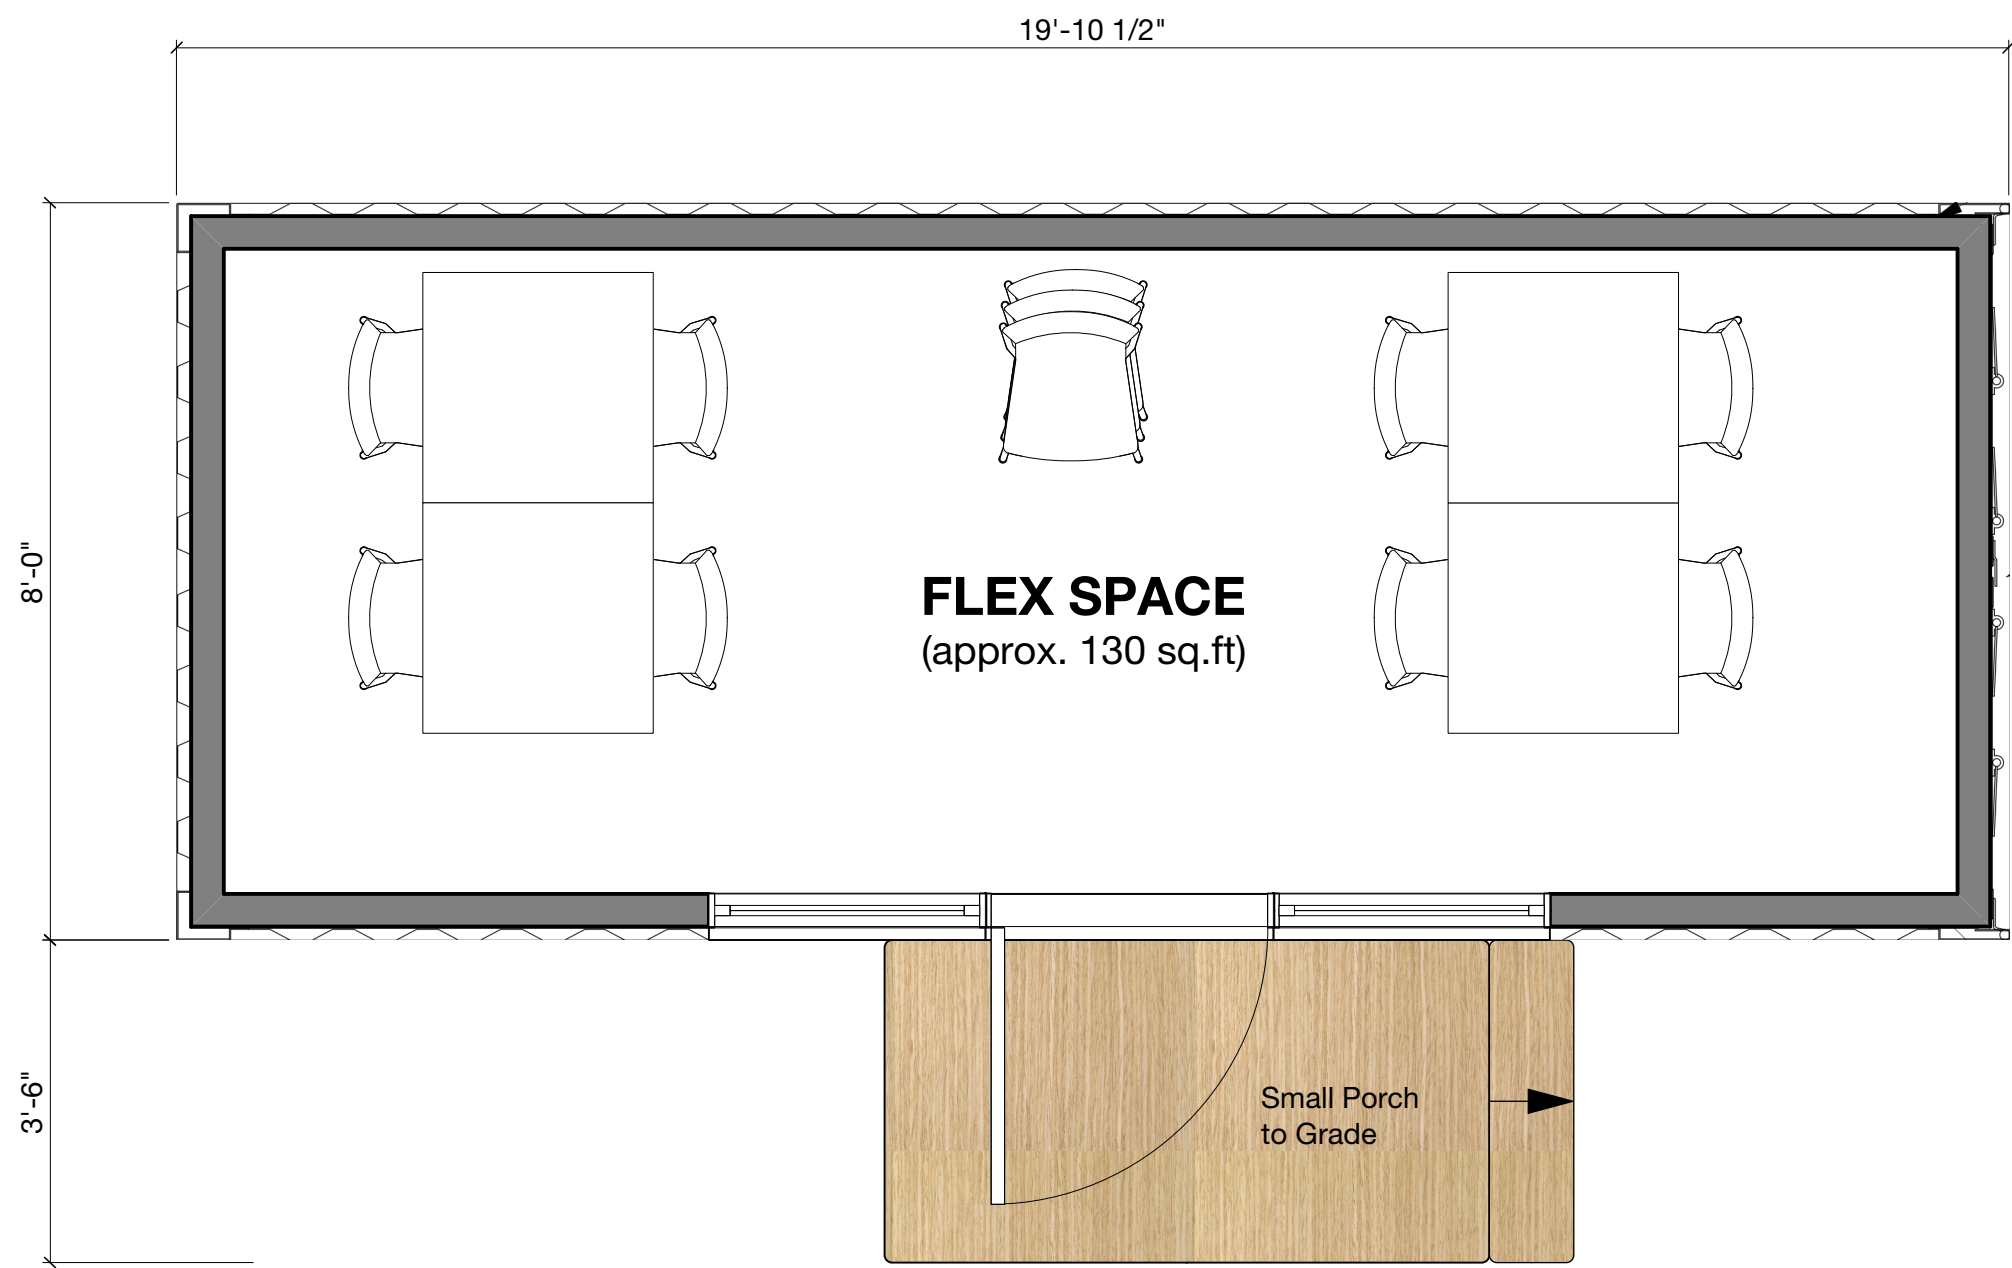 19'-10 1/2"
8'-0"
FLEX SPACE
(approx. 130 sq.ft)
3'-6"
Small Porch
to Grade